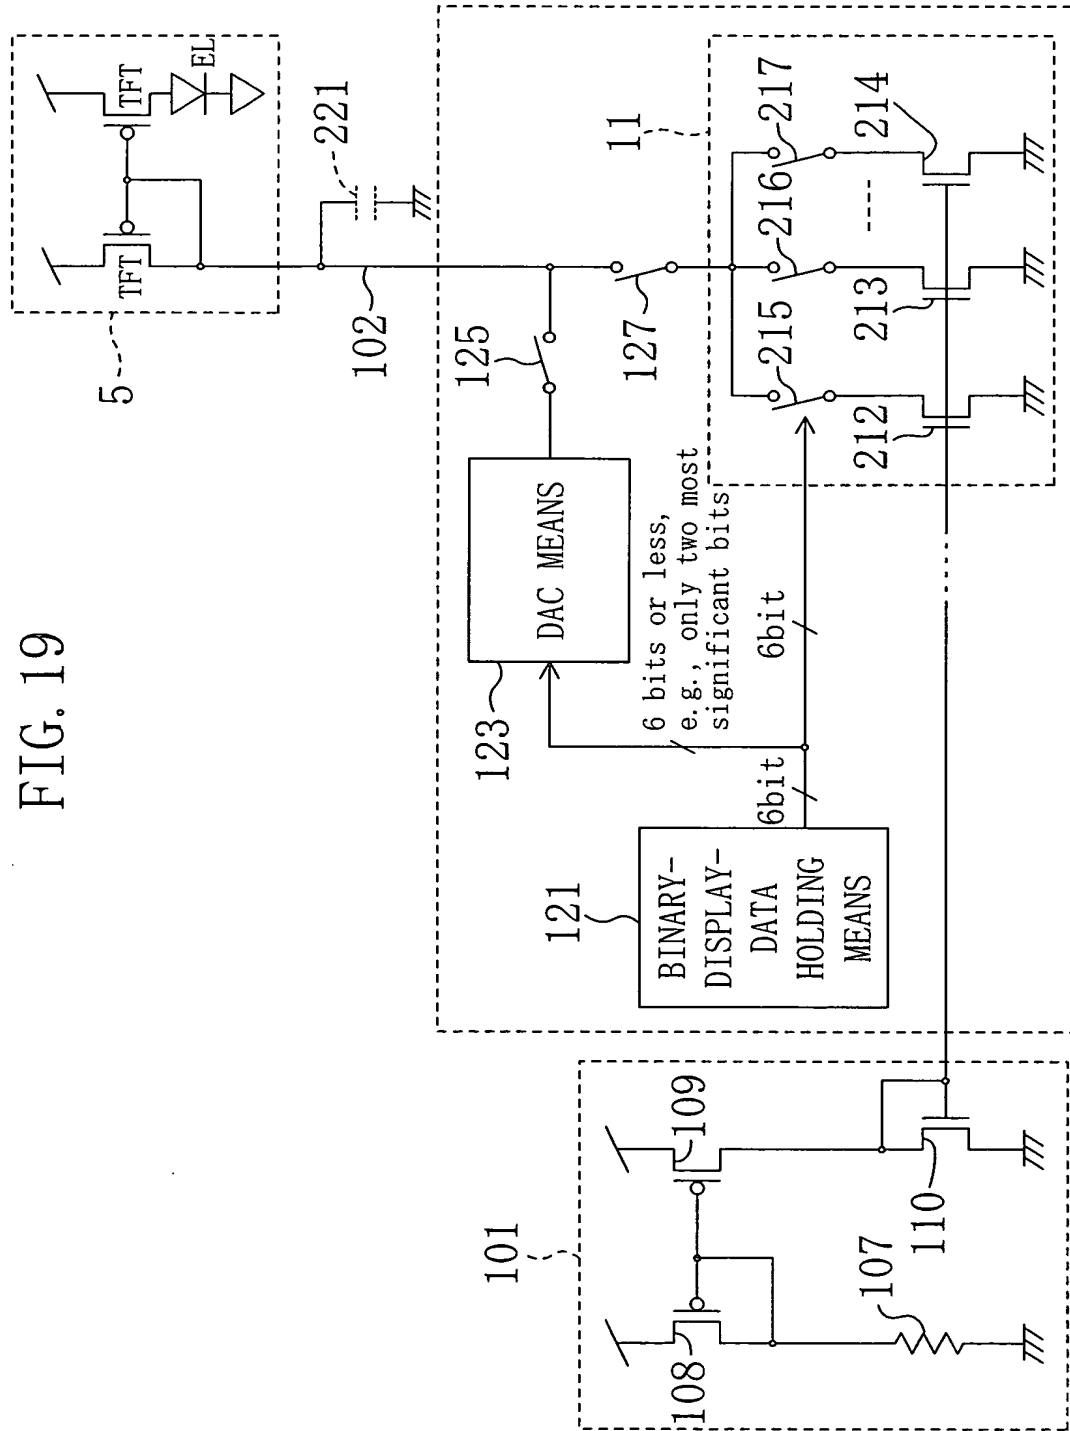 FIG. 19
5
TFT
TFT
EL
221
102
125
127
11
217
216
215
214
213
212
DAC MEANS
123
6 bits or less,
e.g., only two most
significant bits
6bit
6bit
121
BINARY-
DISPLAY-
DATA
HOLDING
MEANS
101
109
108
110
107